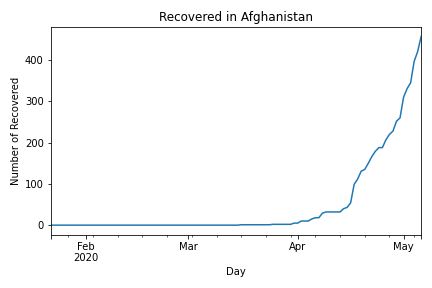 Recovered in Afghanistan
Number of Recovered
400
300
200
100
0
Feb
2020
Mar
Apr
May
Day